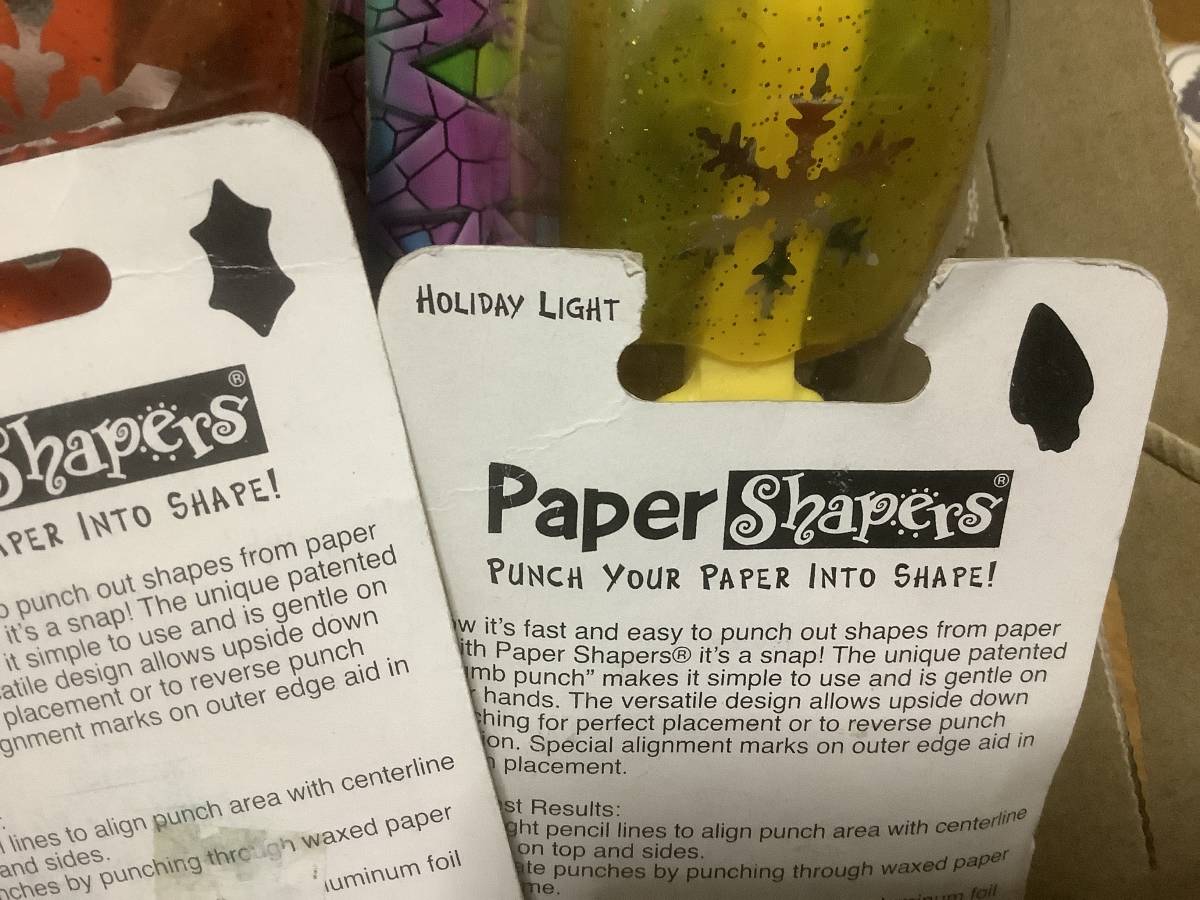 Shapers®
PER INTO SHAPE!
punch out shapes from paper
it's a snap! The unique patented
it simple to use and is gentle on
atile design allows upside down
placement or to reverse punch
gnment marks on outer edge aid in
lines to align punch area with centerline
and sides.
ches by punching through waxed paper
uminum foil
HOLIDAY LIGHT
Paper Shapers®
PUNCH YOUR PAPER INTO SHAPE!
w it's fast and easy to punch out shapes from paper
ith Paper Shapers® it's a snap! The unique patented
mb punch" makes it simple to use and is gentle on
hands. The versatile design allows upside down
ching for perfect placement or to reverse punch
ion. Special alignment marks on outer edge aid in
placement.
st Results:
ght pencil lines to align punch area with centerline
on top and sides.
ate punches by punching through waxed paper
me.
foil